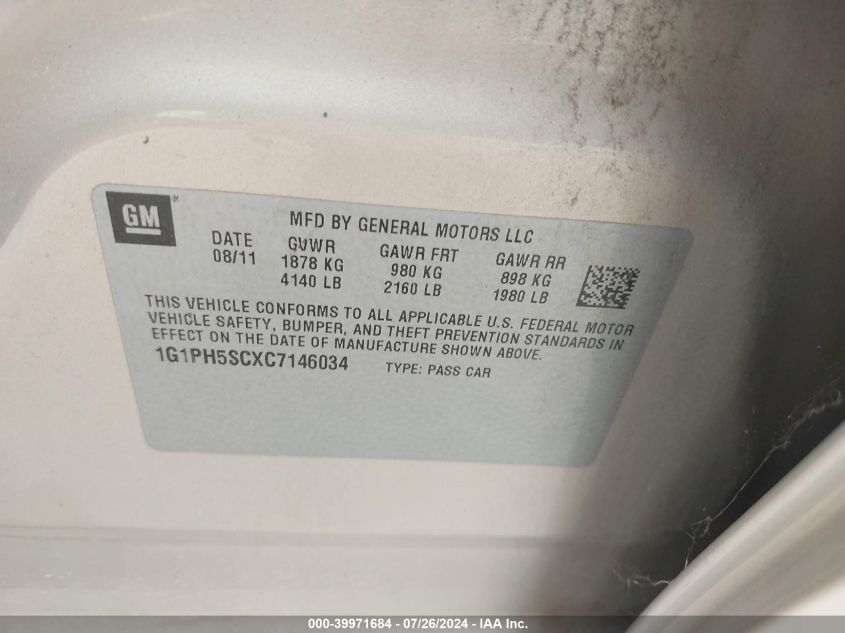 GM®
MFD BY GENERAL MOTORS LLC
DATE GVWR GAWR FRT GAWR RR
08/11 1878 KG 980 KG 898 KG
4140 LB 2160 LB 1980 LB
THIS VEHICLE CONFORMS TO ALL APPLICABLE U.S. FEDERAL MOTOR
VEHICLE SAFETY, BUMPER, AND THEFT PREVENTION STANDARDS IN
EFFECT ON THE DATE OF MANUFACTURE SHOWN ABOVE.
1G1PH5SCXC7146034 TYPE: PASS CAR
000-39971684 - 07/26/2024 - IAA Inc.